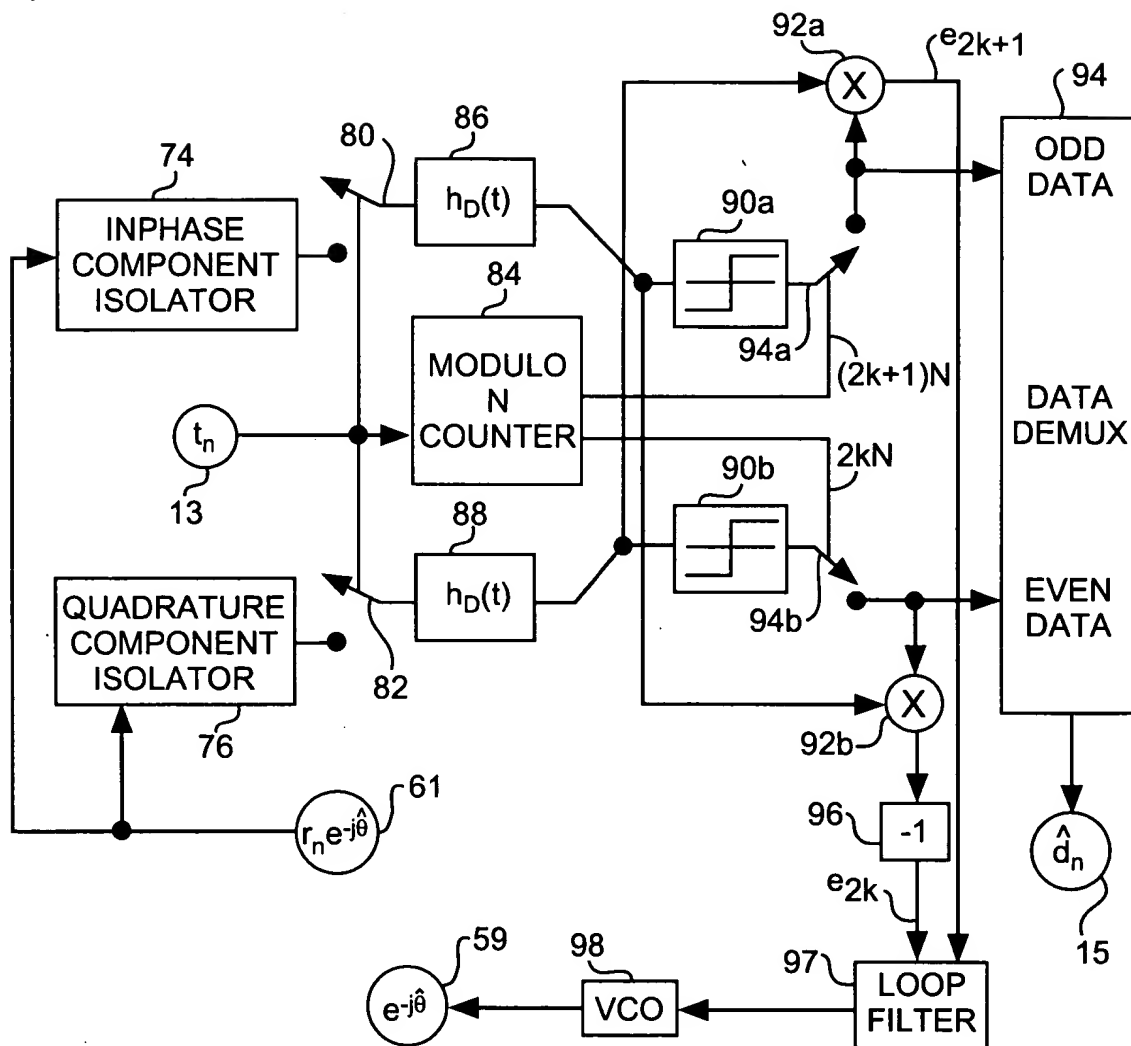 92a
e2k+1
94
X
ODD
DATA
86
80
hD(t)
74
INPHASE
COMPONENT
ISOLATOR
90a
84
94a
(2k+1)N
MODULO
N
COUNTER
DATA
DEMUX
tn
13
2kN
90b
88
hD(t)
94b
EVEN
DATA
QUADRATURE
COMPONENT
ISOLATOR
82
76
X
92b
61
rne-jθ̂
96
-1
d̂n
e2k
15
59
98
97
e-jθ̂
VCO
LOOP
FILTER